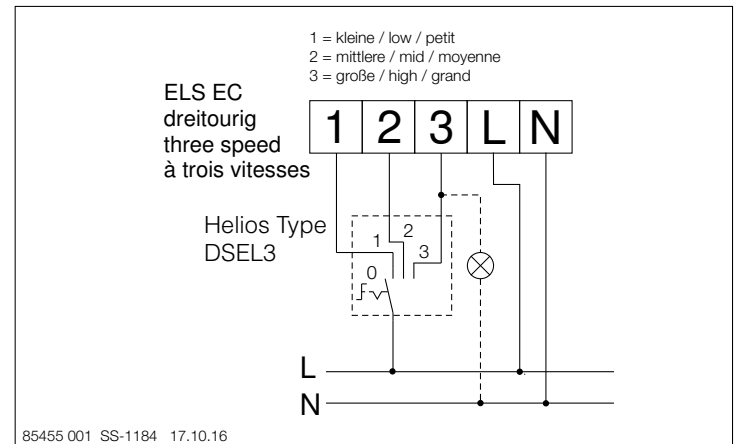 1 = kleine / low / petit
2 = mittlere / mid / moyenne
3 = große / high / grand
ELS EC
dreitourig
three speed
à trois vitesses
1 2 3 L N
Helios Type
DSEL3
2
1
3
0
L
N
85455 001 SS-1184 17.10.16